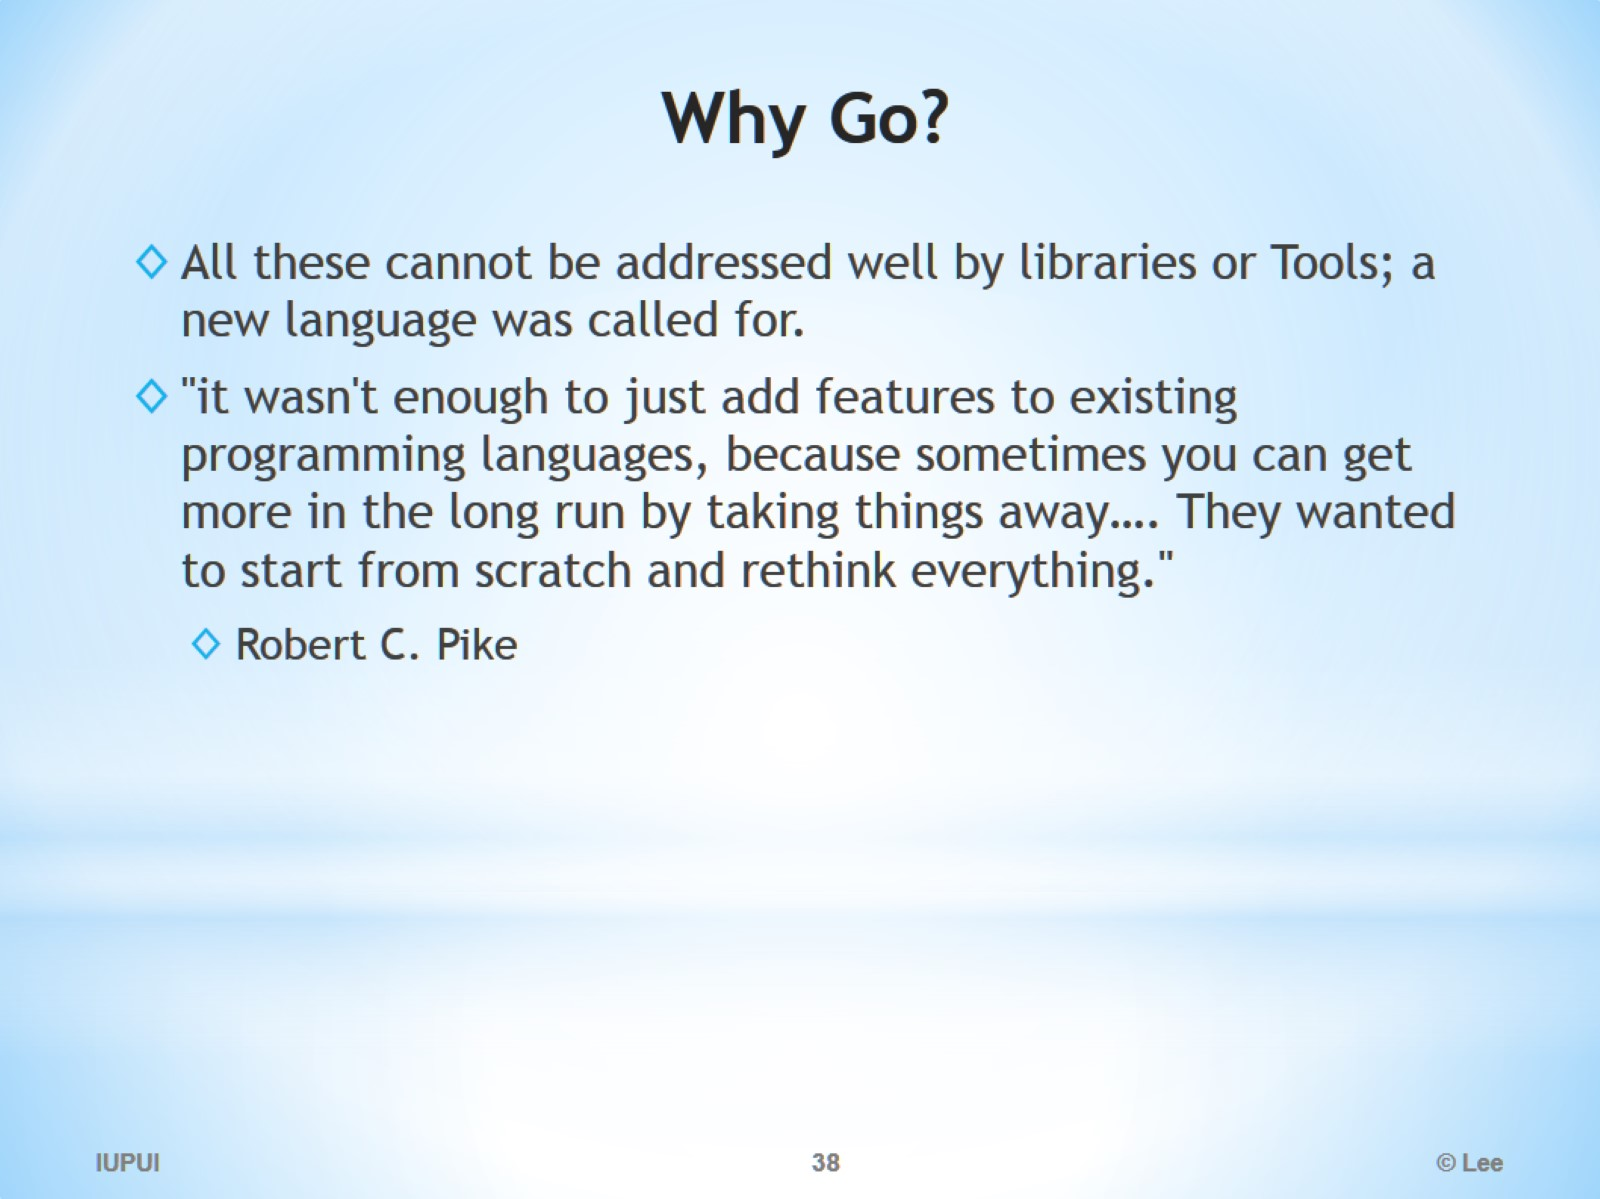 Why Go?
All these cannot be addressed well by libraries or Tools; a
new language was called for.
"it wasn't enough to just add features to existing
programming languages, because sometimes you can get
more in the long run by taking things away…. They wanted
to start from scratch and rethink everything."
Robert C. Pike
IUPUI 38 © Lee